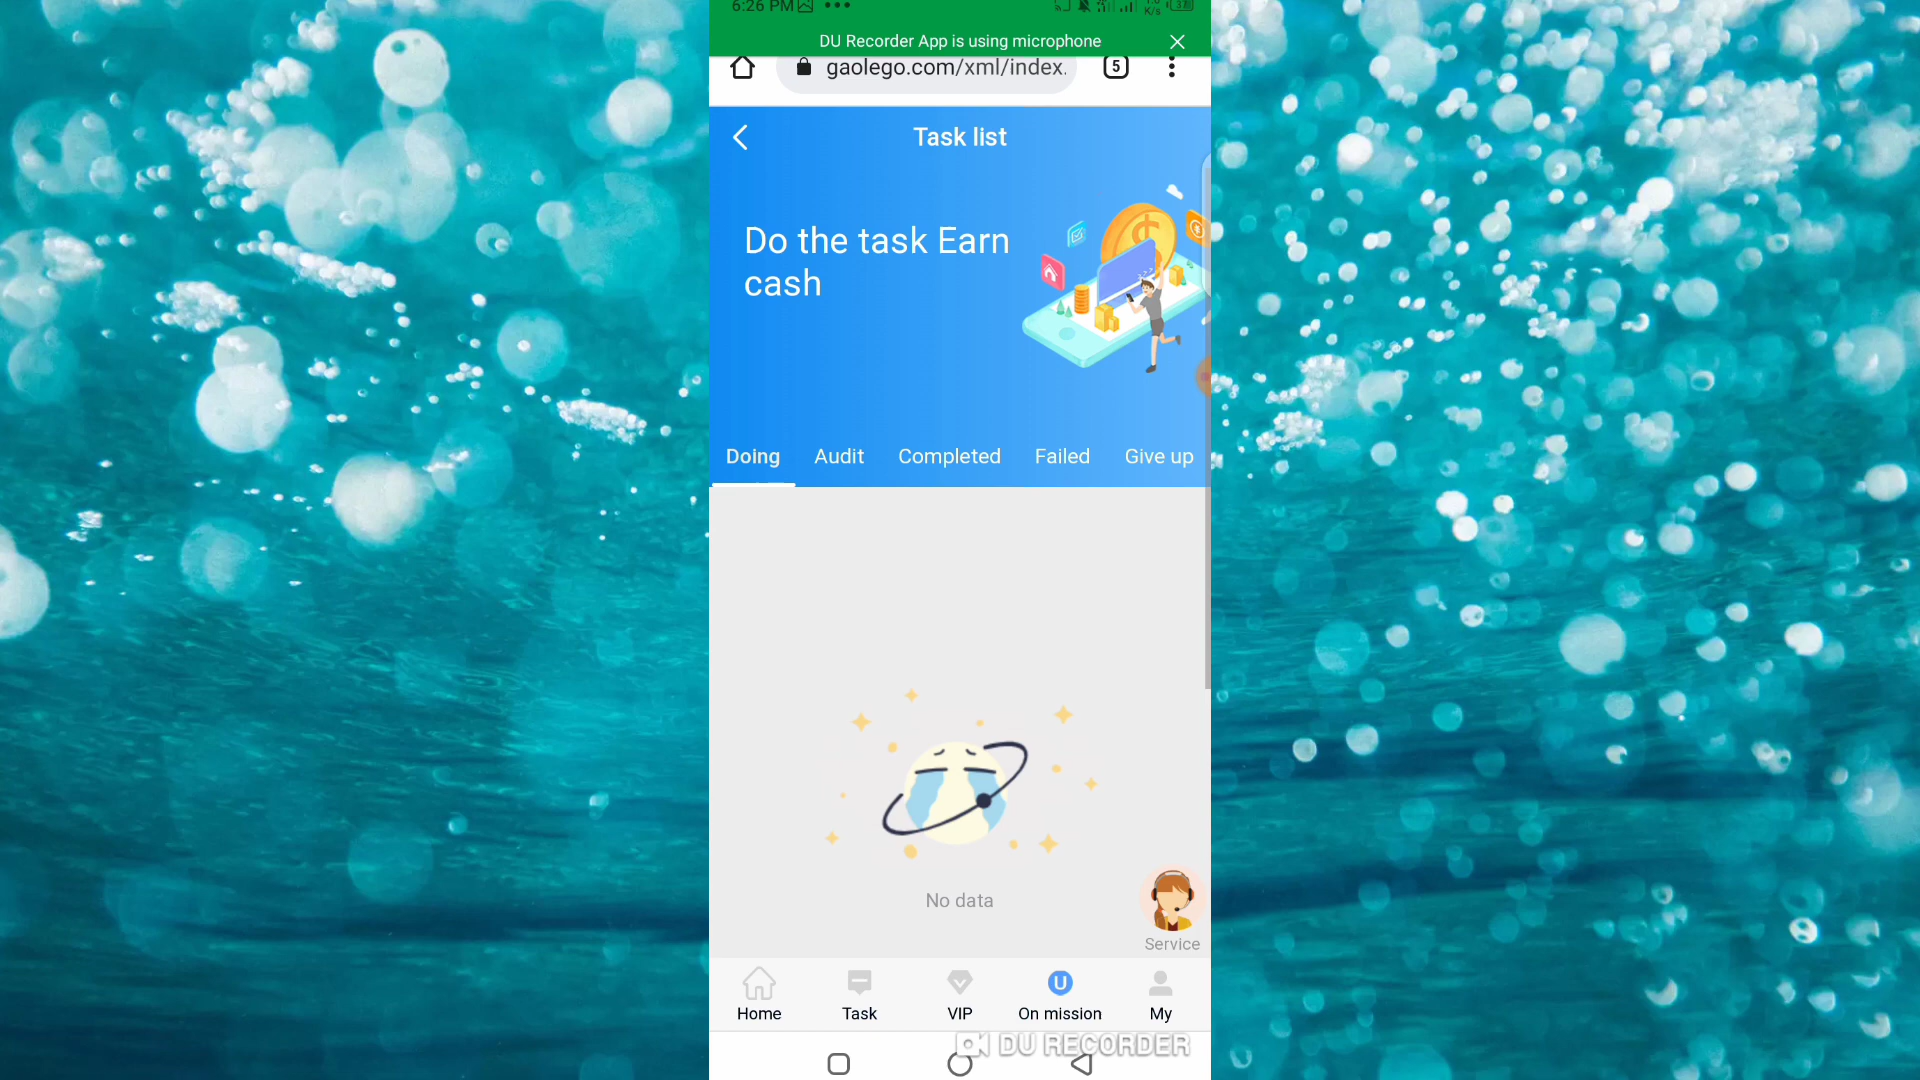 6:26 PM
DU Recorder App is using microphone
gaolego.com/xml/index.
5
Task list
Do the task Earn
cash
Doing Audit Completed Failed Give up
No data
Service
Home Task VIP On mission My
DU RECORDER